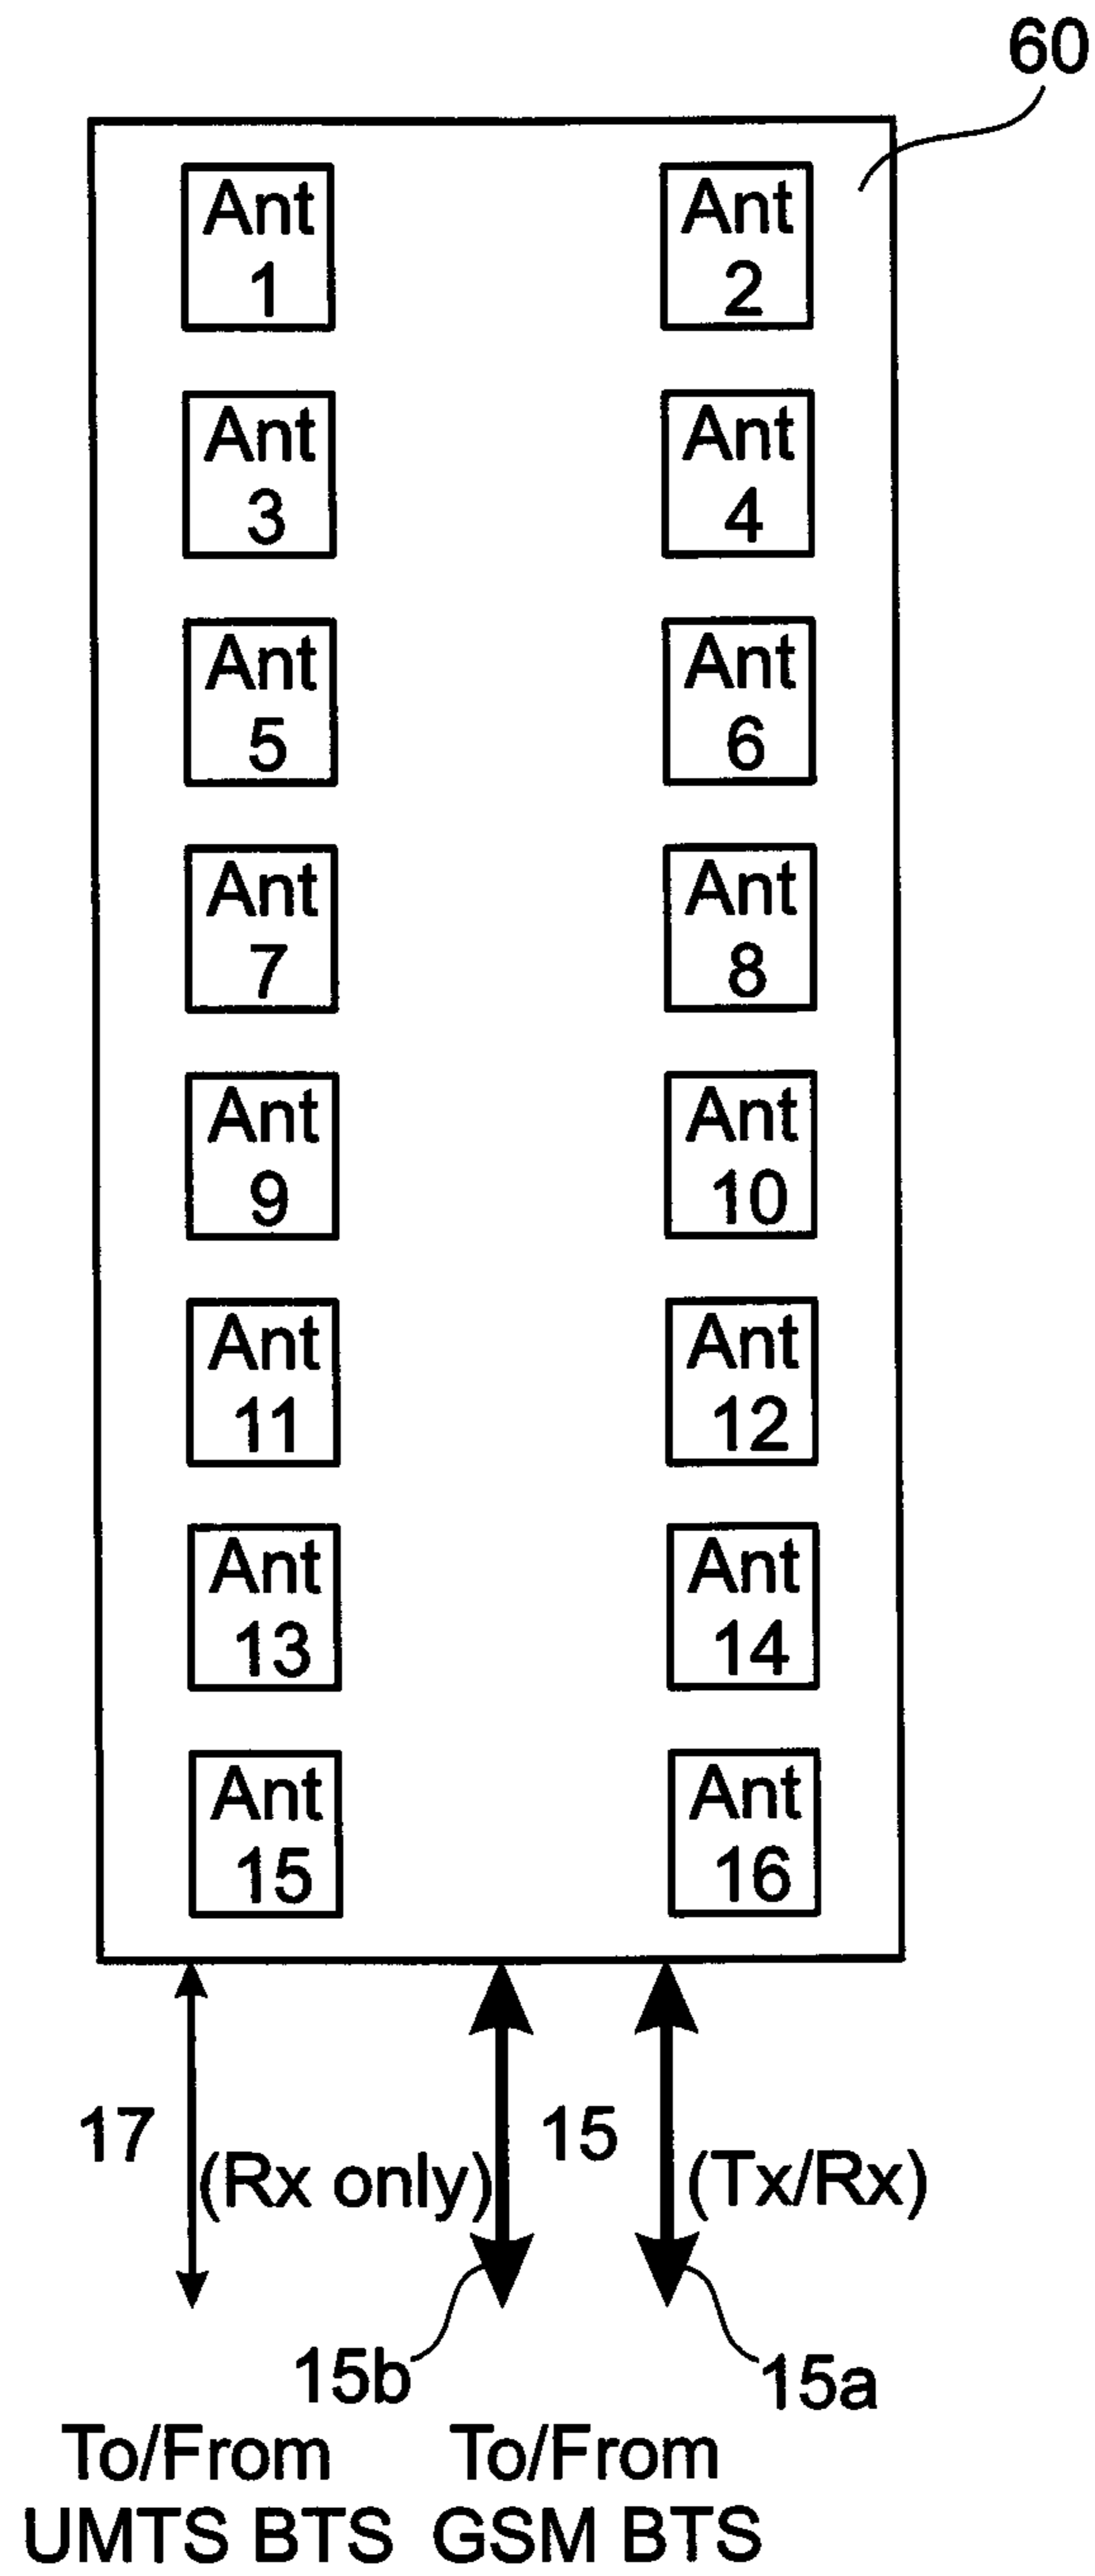 60
Ant
1
Ant
2
Ant
3
Ant
4
Ant
5
Ant
6
Ant
7
Ant
8
Ant
9
Ant
10
Ant
11
Ant
12
Ant
13
Ant
14
Ant
15
Ant
16
17
15
(Rx only)
(Tx/Rx)
15b
15a
To/From
UMTS BTS
To/From
GSM BTS